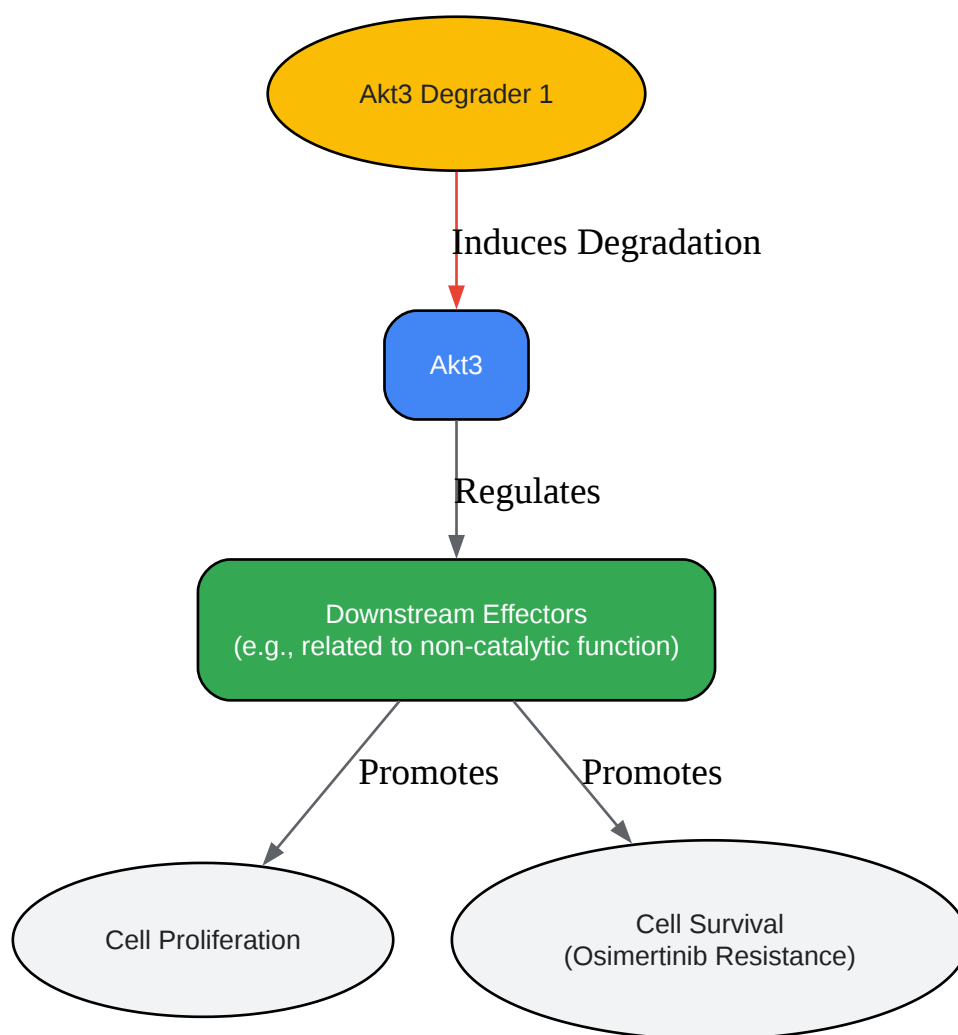 Akt3 Degrader 1
Induces Degradation
Akt3
Regulates
Downstream Effectors
(e.g., related to non-catalytic function)
Promotes
Promotes
Cell Proliferation
Cell Survival
(Osimertinib Resistance)